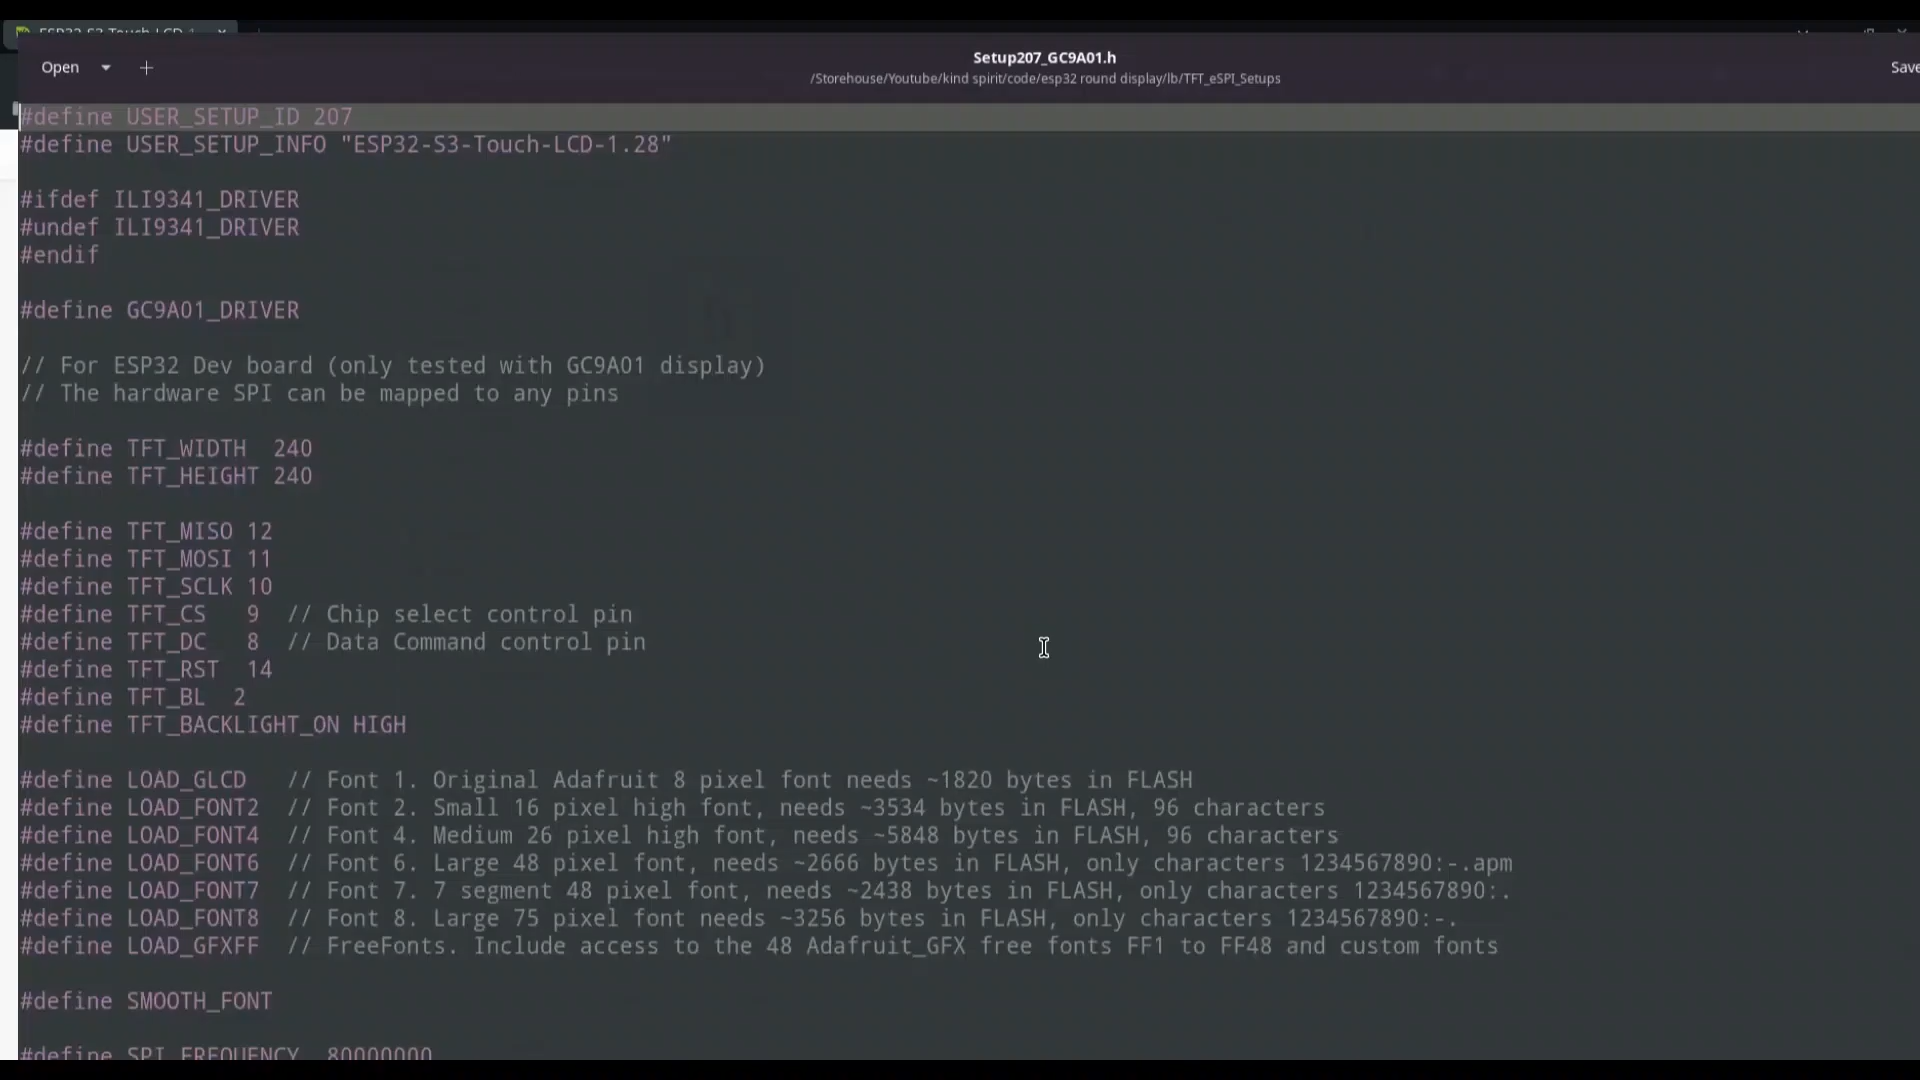 ESP32-S3-Touch-LCD-1
Open
Setup207_GC9A01.h
/Storehouse/Youtube/kind spirit/code/esp32 round display/lb/TFT_eSPI_Setups
Save
#define USER_SETUP_ID 207
#define USER_SETUP_INFO "ESP32-S3-Touch-LCD-1.28"
#ifdef ILI9341_DRIVER
#undef ILI9341_DRIVER
#endif
#define GC9A01_DRIVER
// For ESP32 Dev board (only tested with GC9A01 display)
// The hardware SPI can be mapped to any pins
#define TFT_WIDTH  240
#define TFT_HEIGHT 240
#define TFT_MISO 12
#define TFT_MOSI 11
#define TFT_SCLK 10
#define TFT_CS   9  // Chip select control pin
#define TFT_DC   8  // Data Command control pin
#define TFT_RST  14
#define TFT_BL  2
#define TFT_BACKLIGHT_ON HIGH
#define LOAD_GLCD   // Font 1. Original Adafruit 8 pixel font needs ~1820 bytes in FLASH
#define LOAD_FONT2  // Font 2. Small 16 pixel high font, needs ~3534 bytes in FLASH, 96 characters
#define LOAD_FONT4  // Font 4. Medium 26 pixel high font, needs ~5848 bytes in FLASH, 96 characters
#define LOAD_FONT6  // Font 6. Large 48 pixel font, needs ~2666 bytes in FLASH, only characters 1234567890:-.apm
#define LOAD_FONT7  // Font 7. 7 segment 48 pixel font, needs ~2438 bytes in FLASH, only characters 1234567890:.
#define LOAD_FONT8  // Font 8. Large 75 pixel font needs ~3256 bytes in FLASH, only characters 1234567890:-.
#define LOAD_GFXFF  // FreeFonts. Include access to the 48 Adafruit_GFX free fonts FF1 to FF48 and custom fonts
#define SMOOTH_FONT
#define SPI_FREQUENCY  80000000